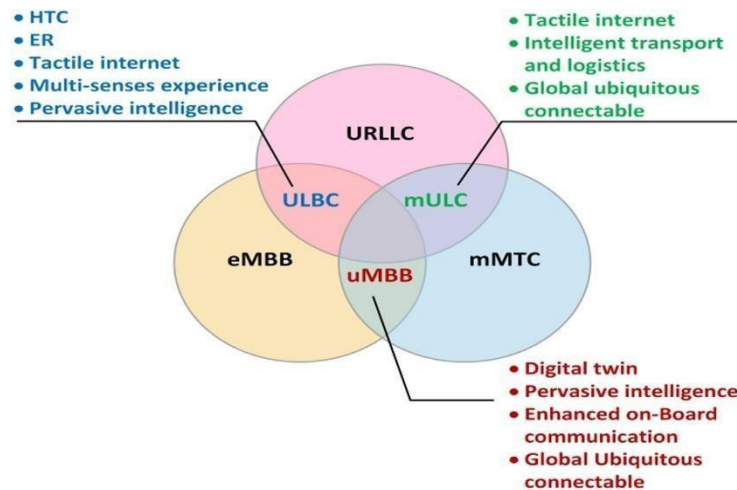 • HTC
• ER
• Tactile internet
• Multi-senses experience
• Pervasive intelligence
• Tactile internet
• Intelligent transport
and logistics
• Global ubiquitous
connectable
URLLC
ULBC
mULC
eMBB
uMBB
mMTC
• Digital twin
• Pervasive intelligence
• Enhanced on-Board
communication
• Global Ubiquitous
connectable